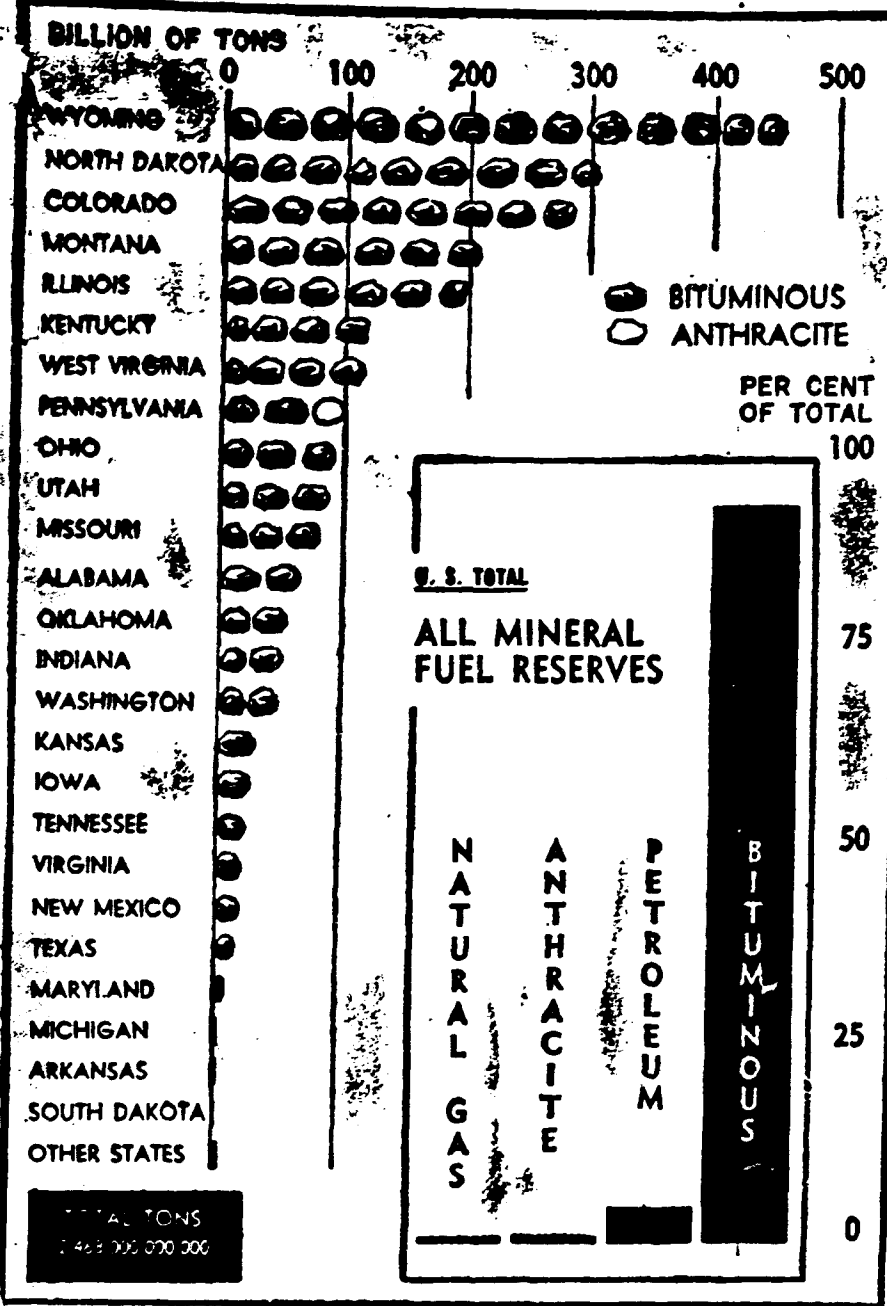 BILLION OF TONS
0 100 200 300 400 500
WYOMING
NORTH DAKOTA
COLORADO
MONTANA
ILLINOIS
KENTUCKY
WEST VIRGINIA
PENNSYLVANIA
OHIO
UTAH
MISSOURI
ALABAMA
OKLAHOMA
INDIANA
WASHINGTON
KANSAS
IOWA
TENNESSEE
VIRGINIA
NEW MEXICO
TEXAS
MARYLAND
MICHIGAN
ARKANSAS
SOUTH DAKOTA
OTHER STATES
TOTAL TONS
BITUMINOUS
ANTHRACITE
PER CENT
OF TOTAL
100
75
50
25
0
U. S. TOTAL
ALL MINERAL
FUEL RESERVES
NATURAL GAS
ANTHRACITE
PETROLEUM
BITUMINOUS